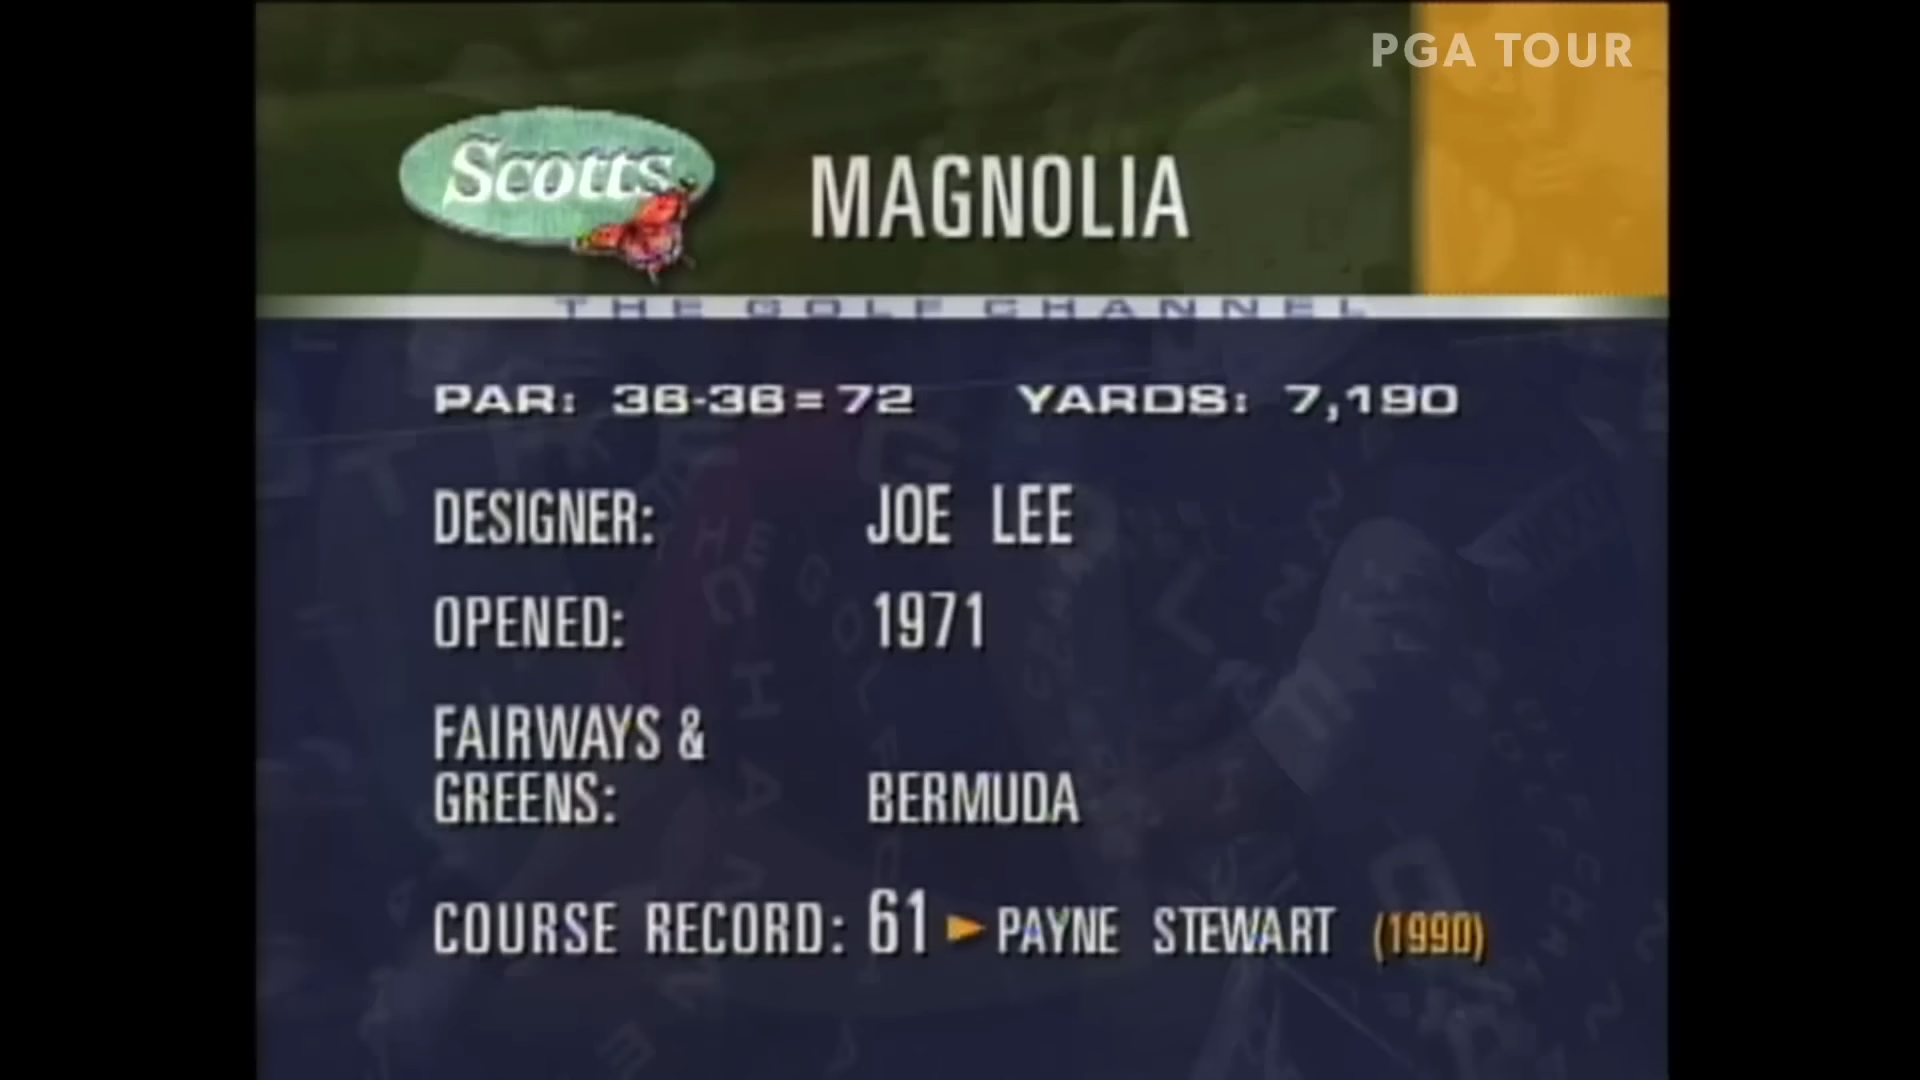 PGA TOUR
Scotts
MAGNOLIA
THE GOLF CHANNEL
PAR: 36-36=72 YARDS: 7,190
DESIGNER: JOE LEE
OPENED: 1971
FAIRWAYS &
GREENS: BERMUDA
COURSE RECORD: 61 ► PAYNE STEWART (1990)